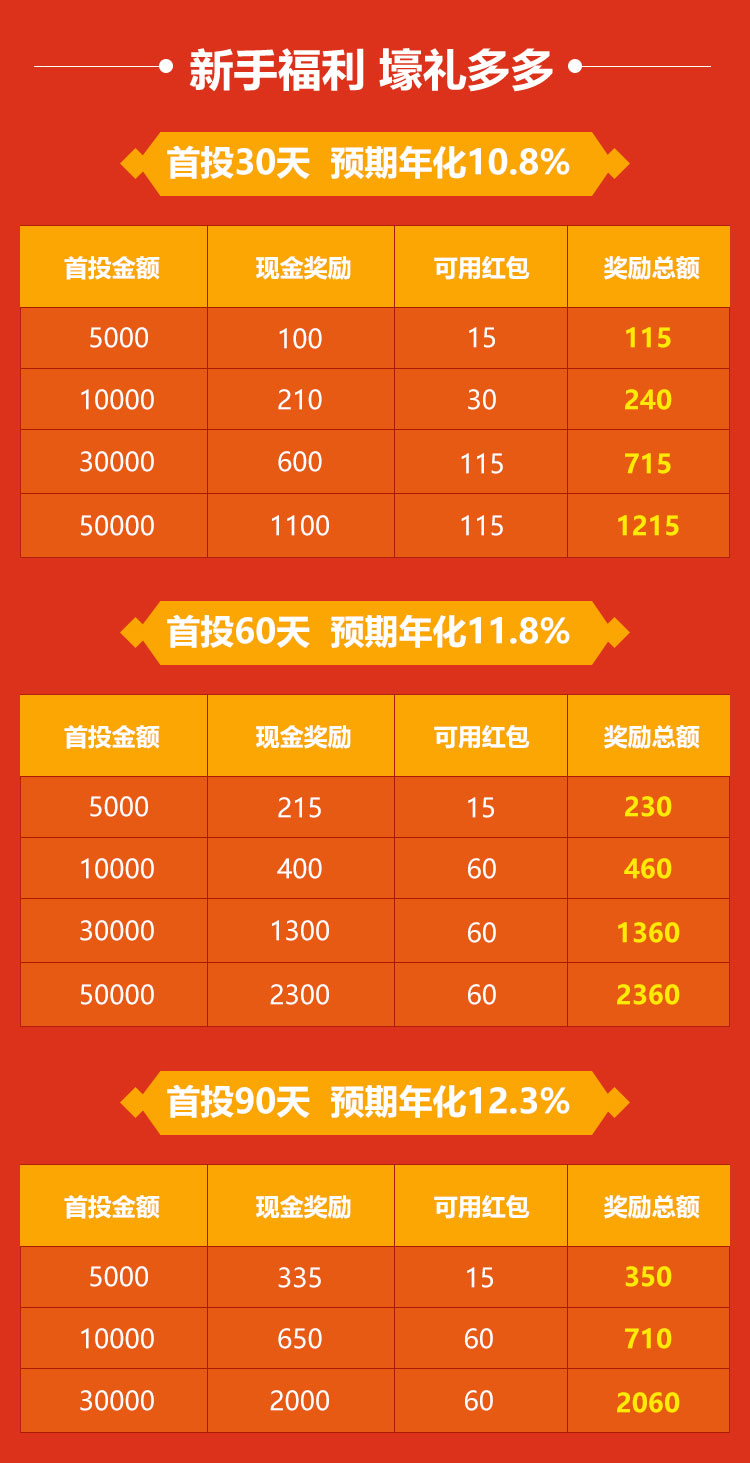 新手福利 壕礼多多
首投30天 预期年化10.8%
首投金额 现金奖励 可用红包 奖励总额
5000 100 15 115
10000 210 30 240
30000 600 115 715
50000 1100 115 1215
首投60天 预期年化11.8%
首投金额 现金奖励 可用红包 奖励总额
5000 215 15 230
10000 400 60 460
30000 1300 60 1360
50000 2300 60 2360
首投90天 预期年化12.3%
首投金额 现金奖励 可用红包 奖励总额
5000 335 15 350
10000 650 60 710
30000 2000 60 2060